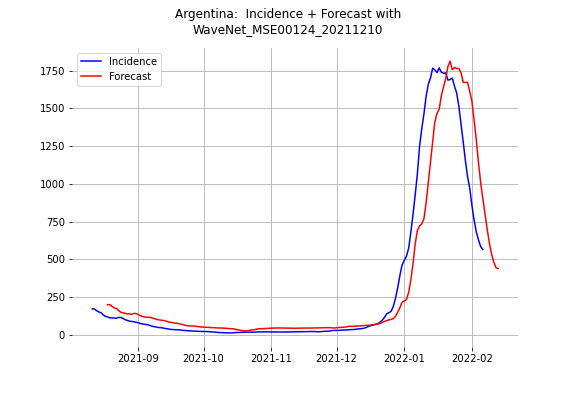 Argentina:  Incidence + Forecast with
WaveNet_MSE00124_20211210
Incidence
Forecast
1750
1500
1250
1000
750
500
250
0
2021-09 2021-10 2021-11 2021-12 2022-01 2022-02